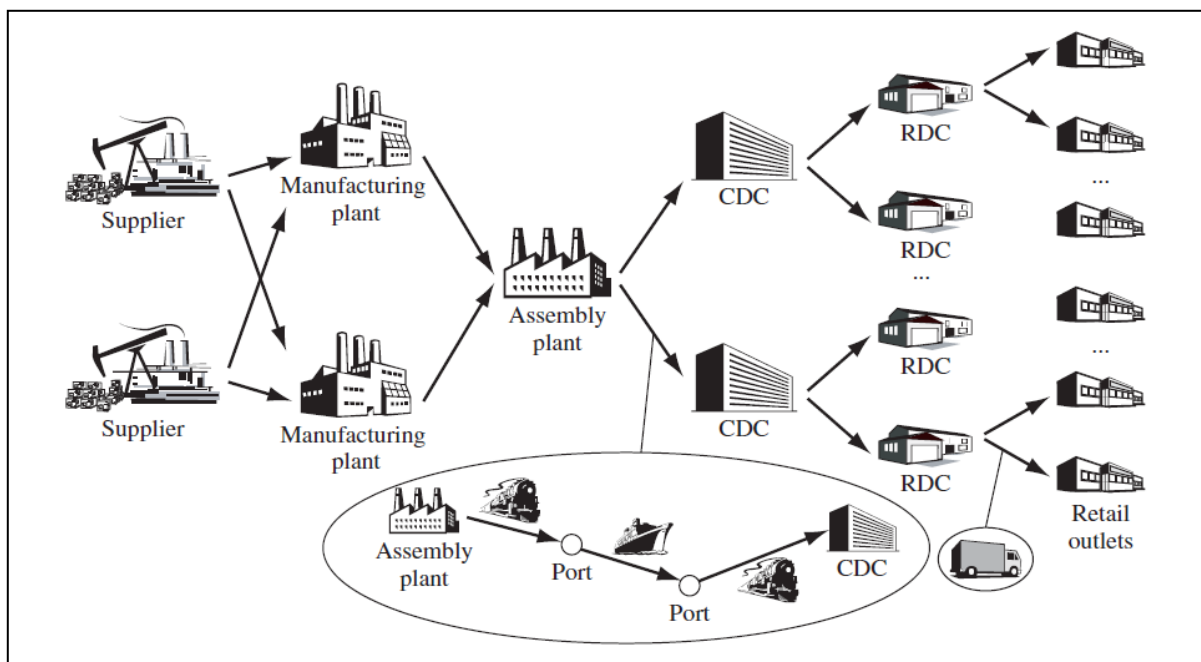 RDC
Manufacturing
plant
CDC
...
Supplier
RDC
...
Assembly
plant
RDC
...
Supplier
Manufacturing
plant
CDC
RDC
Retail
outlets
Assembly
plant
Port
CDC
Port